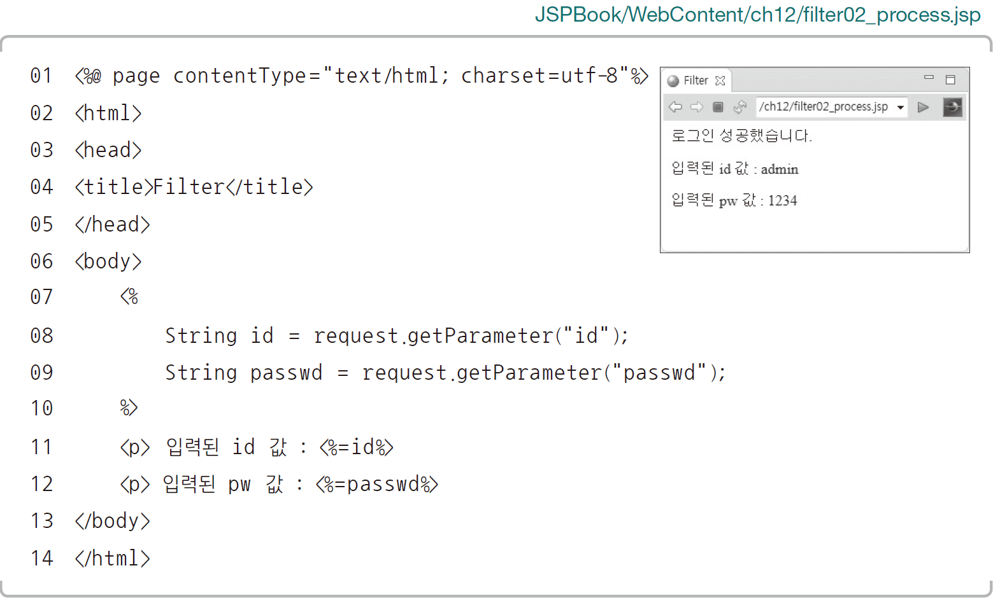 JSPBook/WebContent/ch12/filter02_process.jsp
01 <%@ page contentType="text/html; charset=utf-8"%>
02 <html>
03 <head>
04 <title>Filter</title>
05 </head>
06 <body>
07 <%
08 String id = request.getParameter("id");
09 String passwd = request.getParameter("passwd");
10 %>
11 <p> 입력된 id 값 : <%=id%>
12 <p> 입력된 pw 값 : <%=passwd%>
13 </body>
14 </html>
Filter
/ch12/filter02_process.jsp
로그인 성공했습니다.
입력된 id 값 : admin
입력된 pw 값 : 1234